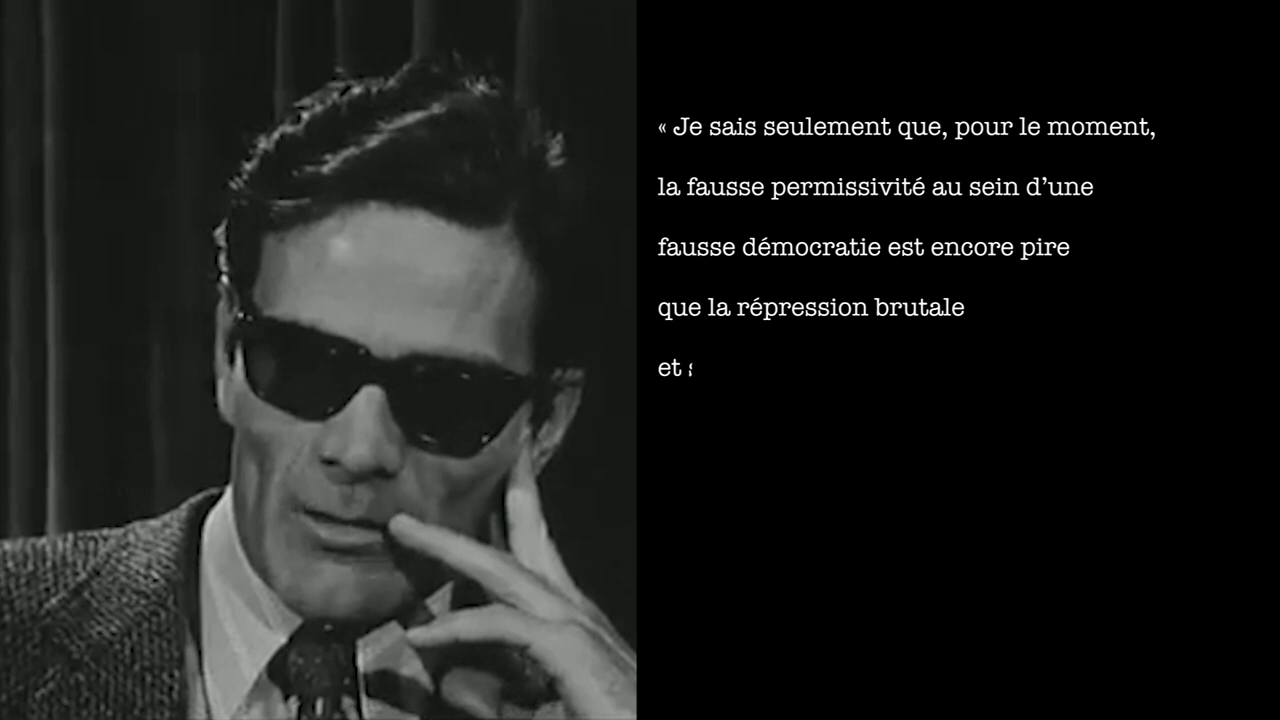 « Je sais seulement que, pour le moment,
la fausse permissivité au sein d’une
fausse démocratie est encore pire
que la répression brutale
et